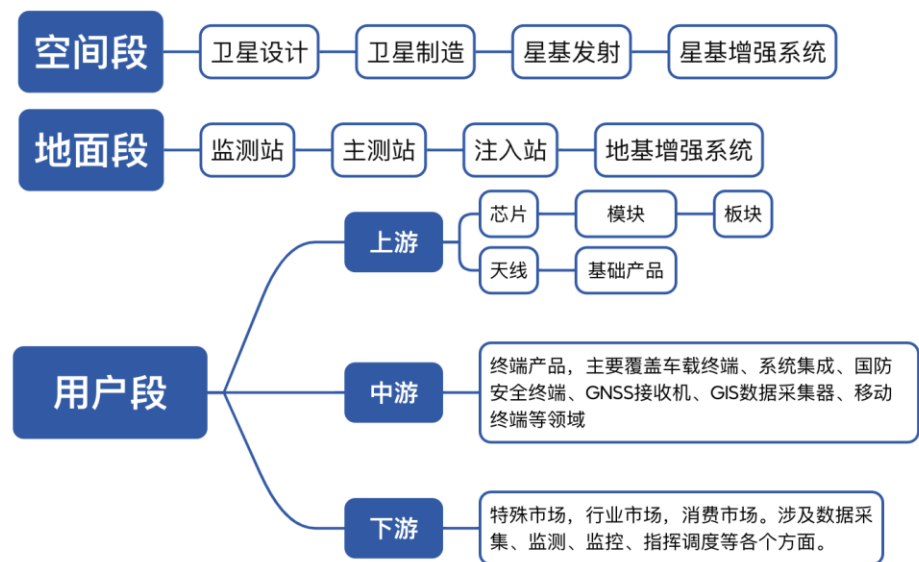 空间段
卫星设计
卫星制造
星基发射
星基增强系统
地面段
监测站
主测站
注入站
地基增强系统
用户段
上游
芯片
模块
板块
天线
基础产品
中游
终端产品，主要覆盖车载终端、系统集成、国防
安全终端、GNSS接收机、GIS数据采集器、移动
终端等领域
下游
特殊市场，行业市场，消费市场。涉及数据采
集、监测、监控、指挥调度等各个方面。